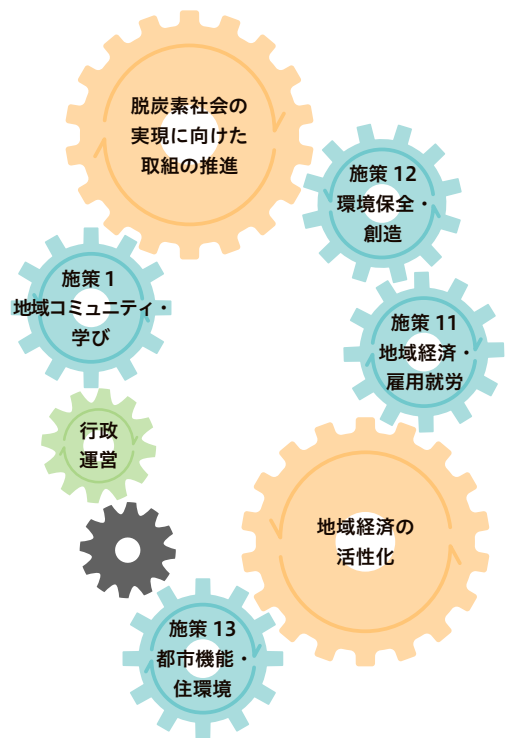 脱炭素社会の
実現に向けた
取組の推進
施策 12
環境保全・
創造
施策 1
地域コミュニティ・
学び
施策 11
地域経済・
雇用就労
行政
運営
地域経済の
活性化
施策 13
都市機能・
住環境